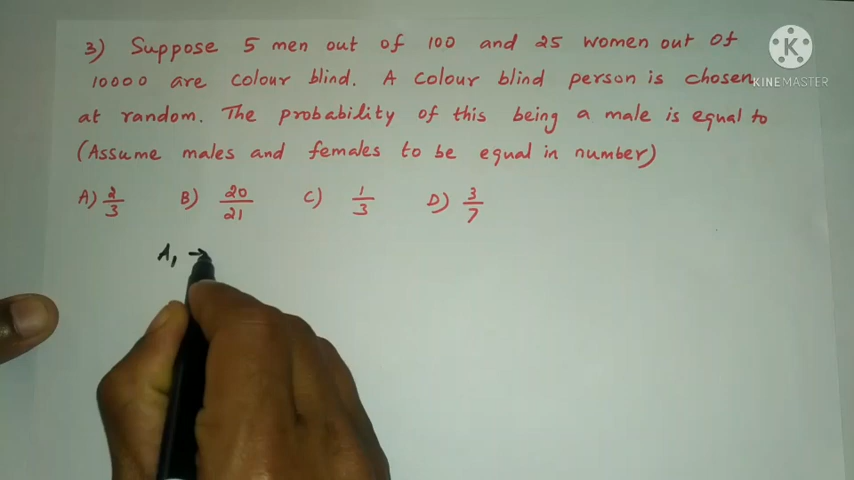 3) Suppose 5 men out of 100 and 25 women out of
10000 are colour blind. A colour blind person is chosen
at random. The probability of this being a male is equal to
(Assume males and females to be equal in number)
A) 2/3 B) 20/21 C) 1/3 D) 3/7
A₁ →
K
KINEMASTER